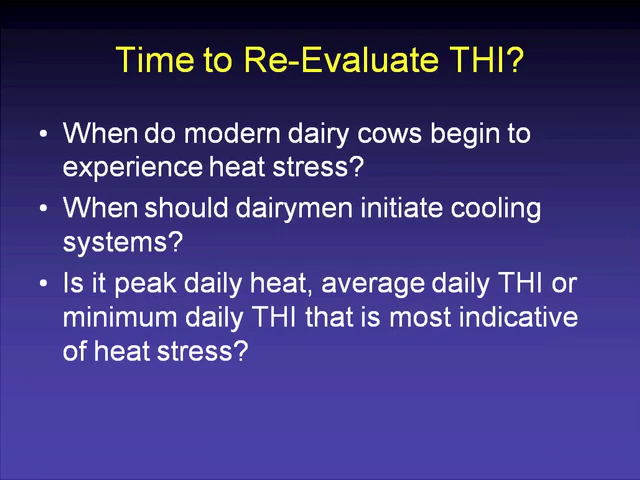 Time to Re-Evaluate THI?
• When do modern dairy cows begin to
experience heat stress?
• When should dairymen initiate cooling
systems?
• Is it peak daily heat, average daily THI or
minimum daily THI that is most indicative
of heat stress?